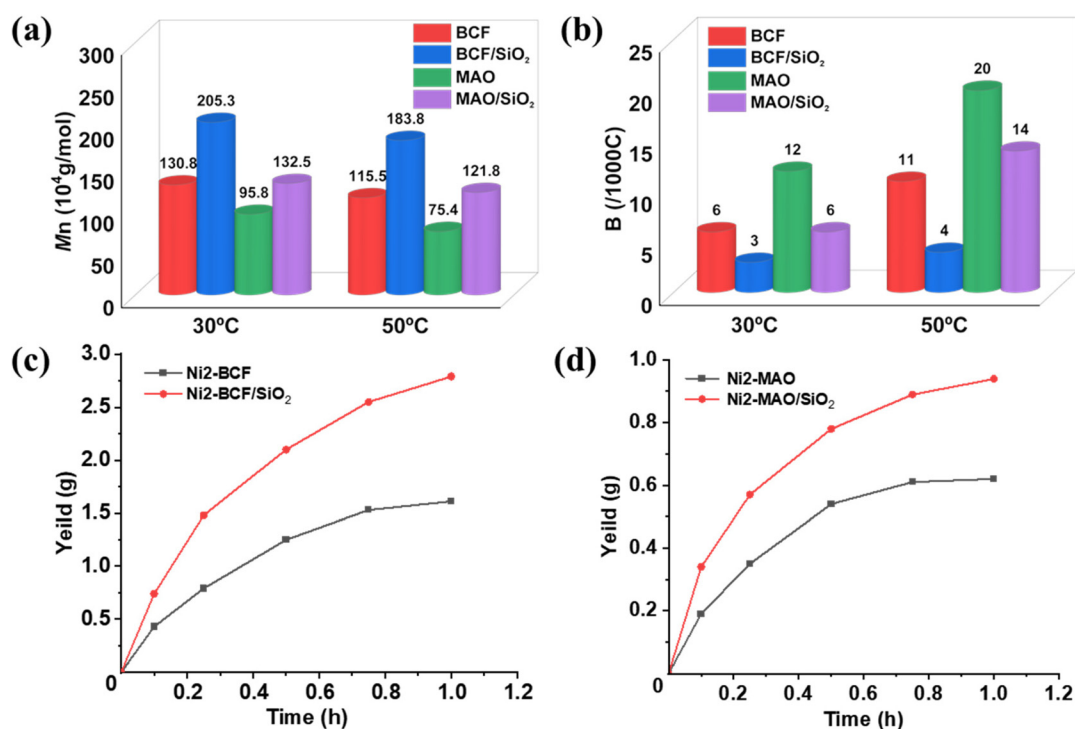 (a)
300
250
200
150
100
50
0
Mn (10⁴g/mol)
BCF
BCF/SiO₂
MAO
MAO/SiO₂
130.8
205.3
95.8
132.5
115.5
183.8
75.4
121.8
30ºC
50ºC
(b)
25
20
15
10
5
0
B (/1000C)
BCF
BCF/SiO₂
MAO
MAO/SiO₂
6
3
12
6
11
4
20
14
30ºC
50ºC
(c)
3.0
2.5
2.0
1.5
1.0
0.5
Yeild (g)
Ni2-BCF
Ni2-BCF/SiO₂
0 0.2 0.4 0.6 0.8 1.0 1.2
Time (h)
(d)
1.0
0.8
0.6
0.4
0.2
0
Yeild (g)
Ni2-MAO
Ni2-MAO/SiO₂
0.2 0.4 0.6 0.8 1.0 1.2
Time (h)